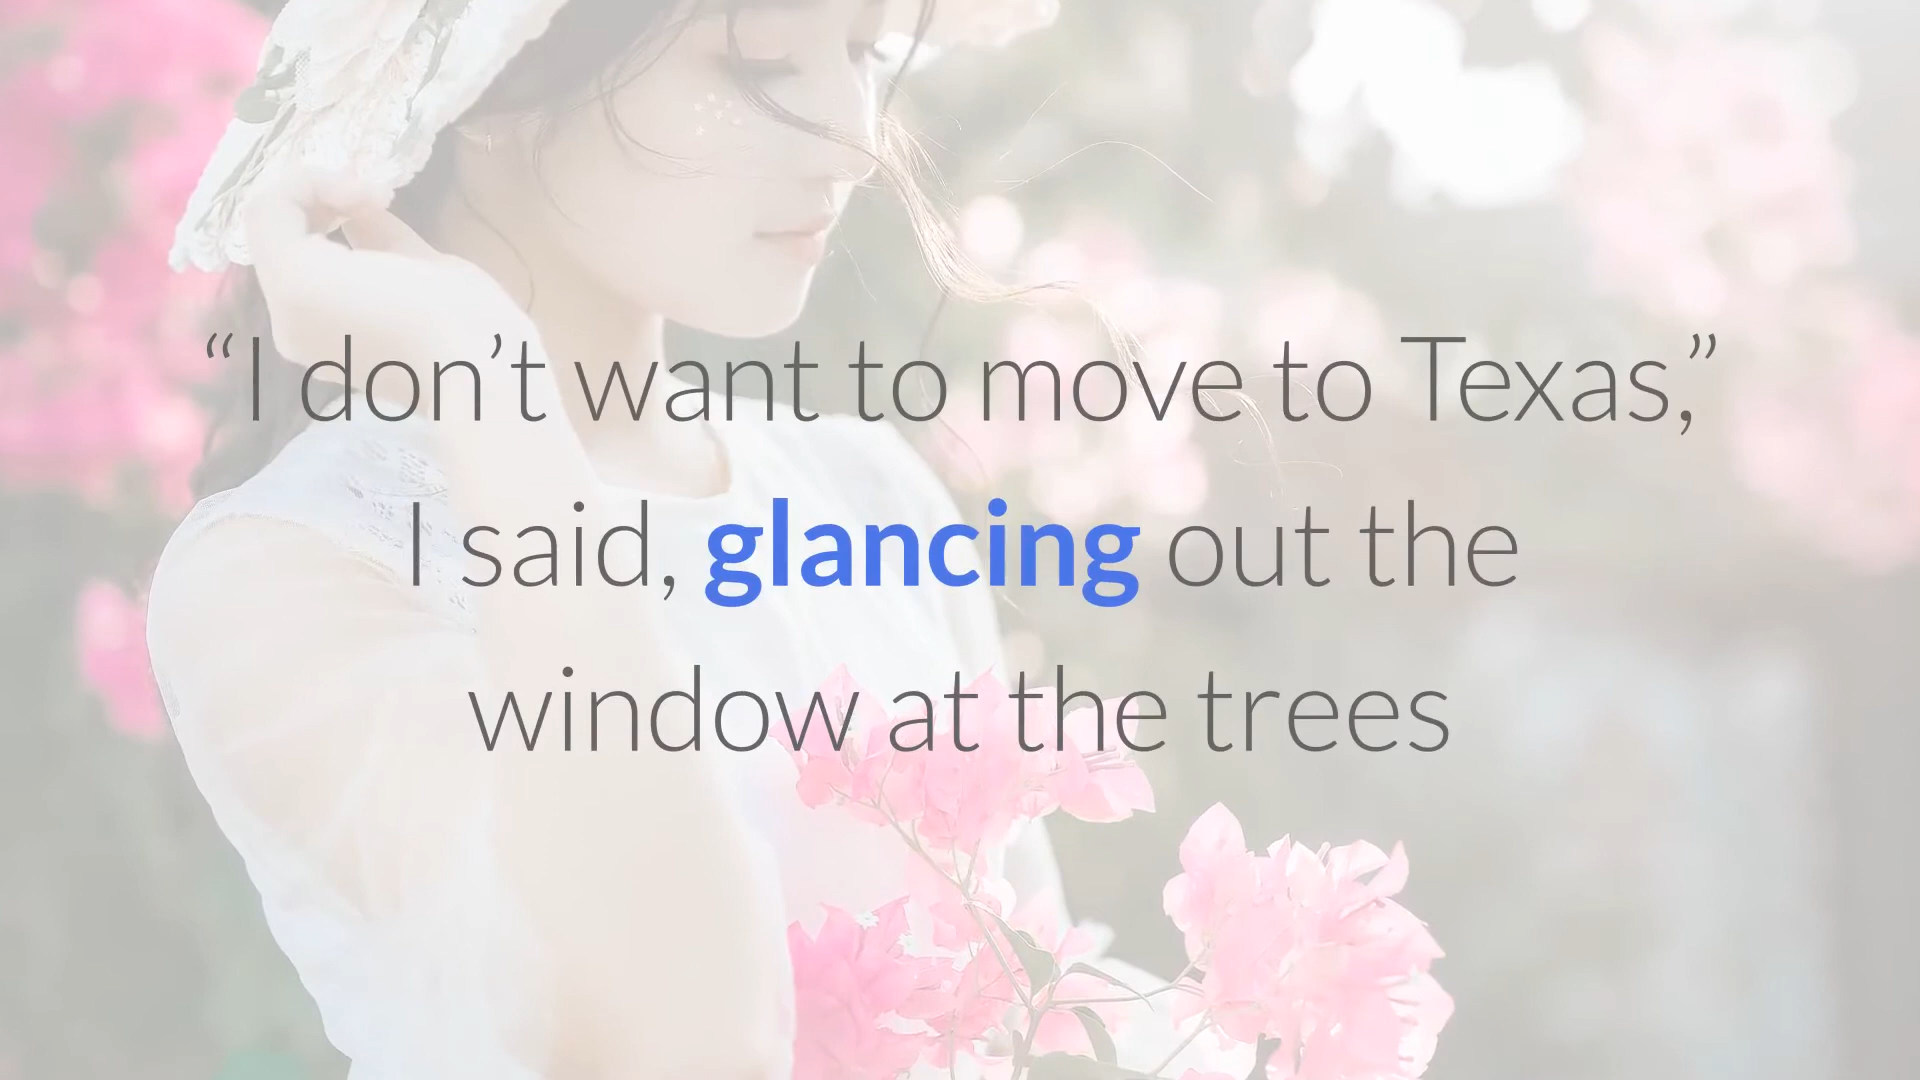 “I don’t want to move to Texas,”
I said, glancing out the
window at the trees